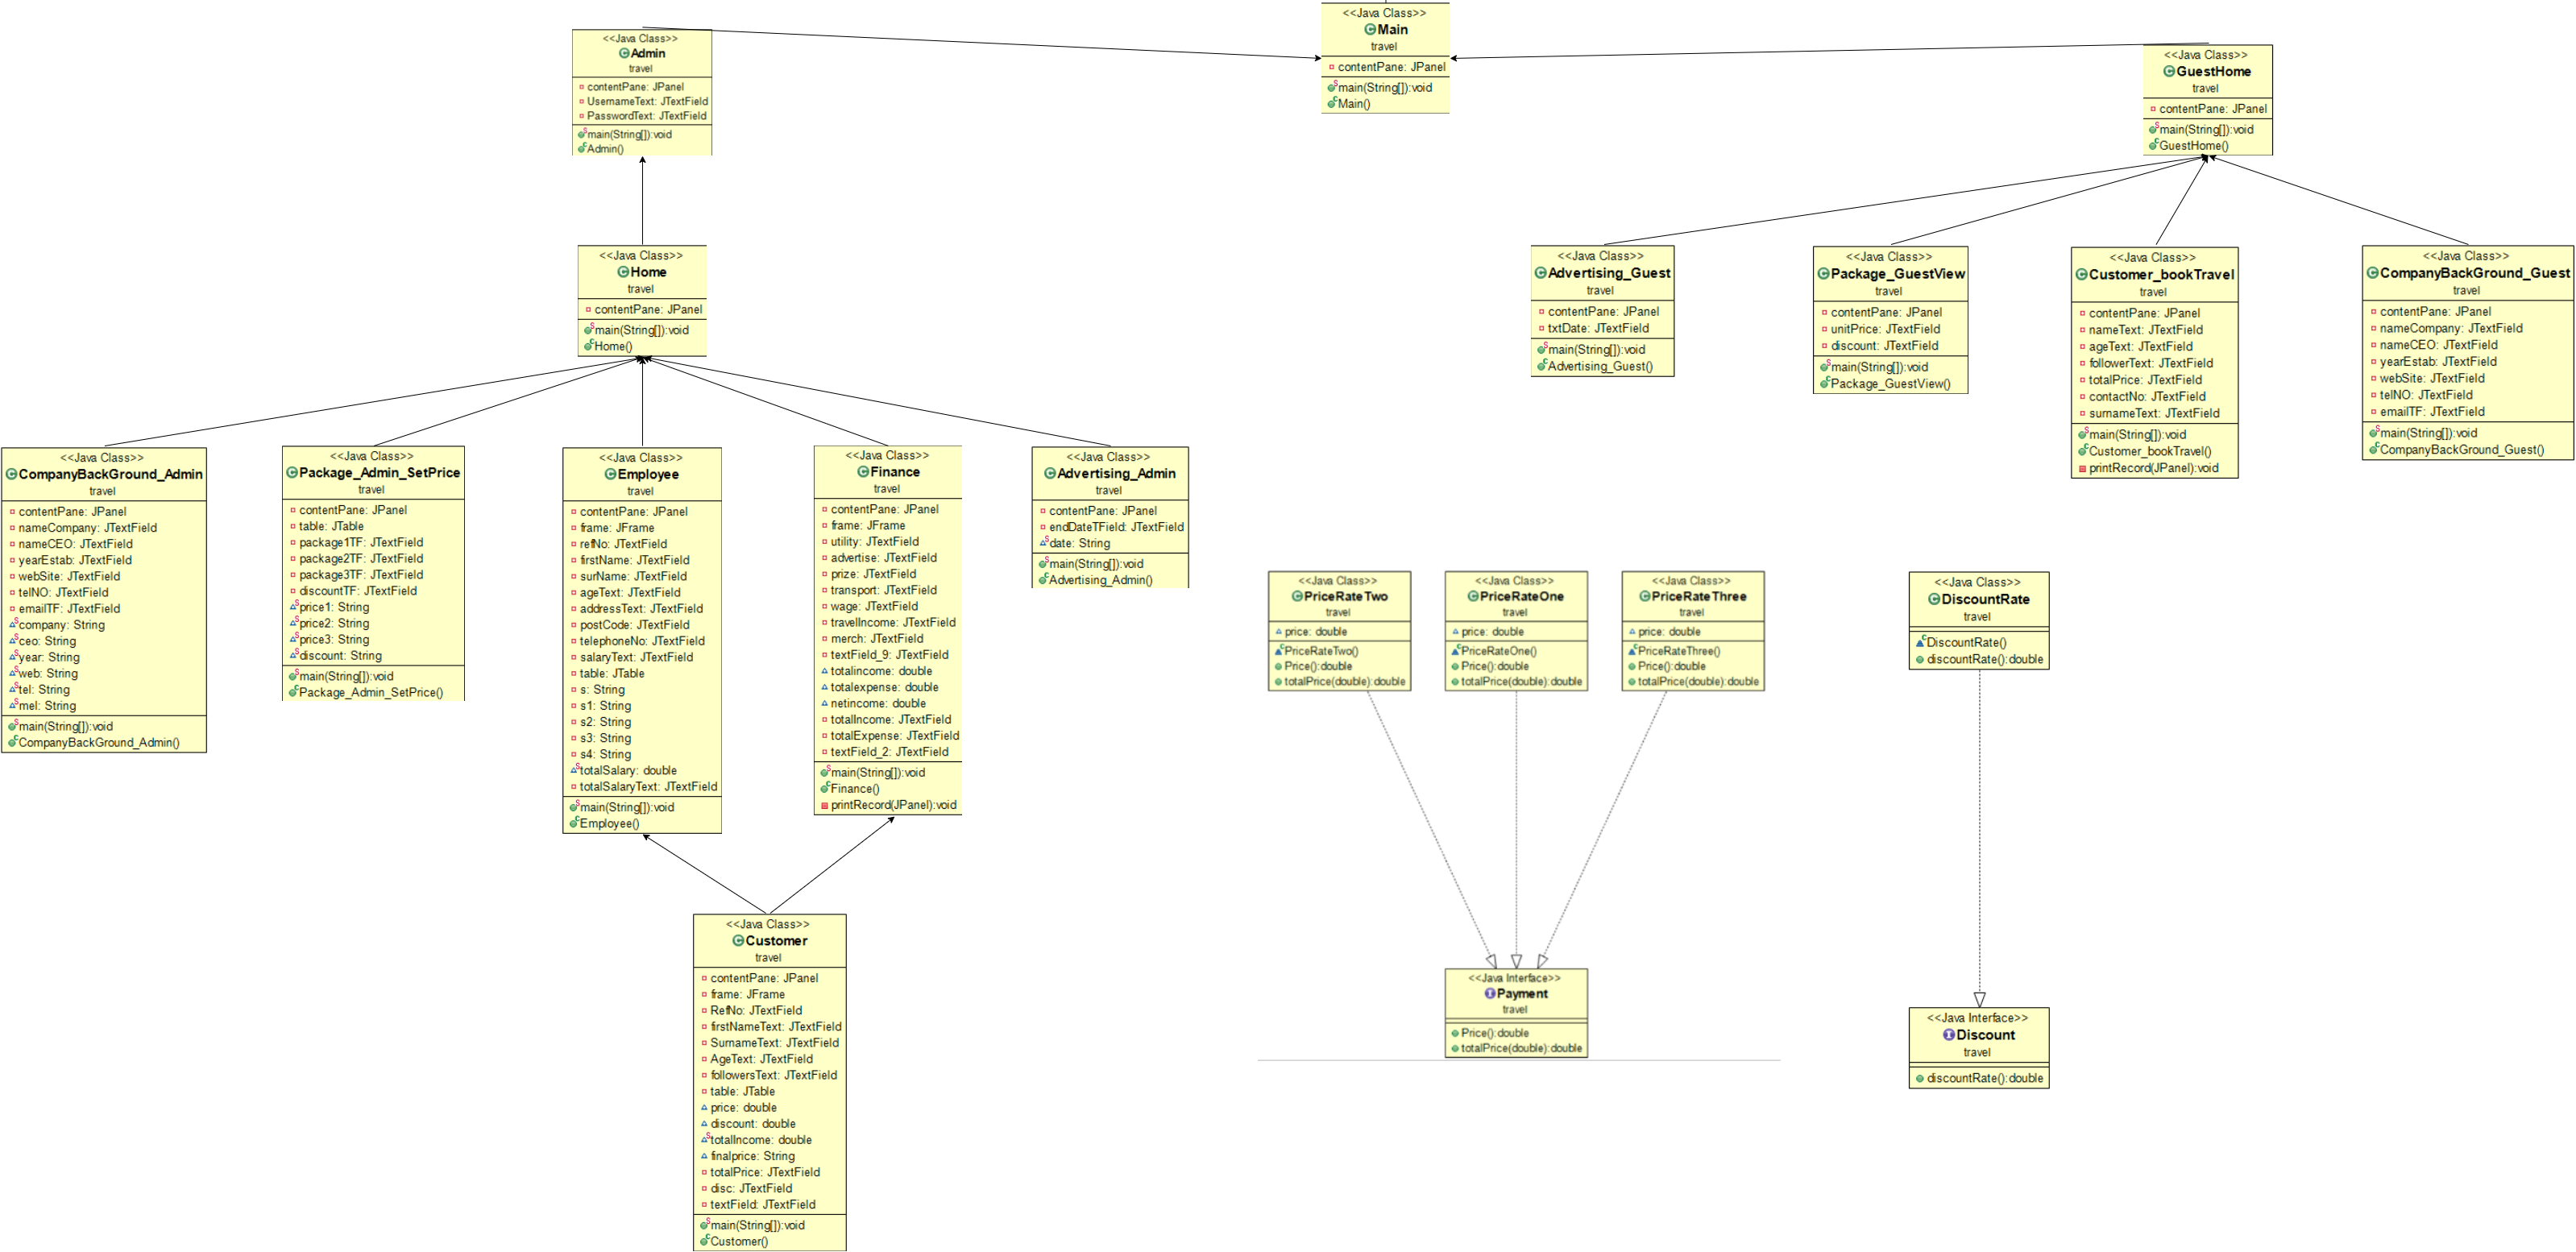 <<Java Class>>
Main
travel
contentPane: JPanel
main(String[]):void
Main()
<<Java Class>>
Admin
travel
contentPane: JPanel
UsernameText: JTextField
PasswordText: JTextField
main(String[]):void
Admin()
<<Java Class>>
GuestHome
travel
contentPane: JPanel
main(String[]):void
GuestHome()
<<Java Class>>
Home
travel
contentPane: JPanel
main(String[]):void
Home()
<<Java Class>>
Advertising_Guest
travel
contentPane: JPanel
txtDate: JTextField
main(String[]):void
Advertising_Guest()
<<Java Class>>
Package_GuestView
travel
contentPane: JPanel
unitPrice: JTextField
discount: JTextField
main(String[]):void
Package_GuestView()
<<Java Class>>
Customer_bookTravel
travel
contentPane: JPanel
nameText: JTextField
ageText: JTextField
followerText: JTextField
totalPrice: JTextField
contactNo: JTextField
surnameText: JTextField
main(String[]):void
Customer_bookTravel()
printRecord(JPanel):void
<<Java Class>>
CompanyBackGround_Guest
travel
contentPane: JPanel
nameCompany: JTextField
nameCEO: JTextField
yearEstab: JTextField
webSite: JTextField
telNO: JTextField
emailTF: JTextField
main(String[]):void
CompanyBackGround_Guest()
<<Java Class>>
CompanyBackGround_Admin
travel
contentPane: JPanel
nameCompany: JTextField
nameCEO: JTextField
yearEstab: JTextField
webSite: JTextField
telNO: JTextField
emailTF: JTextField
company: String
ceo: String
year: String
web: String
tel: String
mel: String
main(String[]):void
CompanyBackGround_Admin()
<<Java Class>>
Package_Admin_SetPrice
travel
contentPane: JPanel
table: JTable
package1TF: JTextField
package2TF: JTextField
package3TF: JTextField
discountTF: JTextField
price1: String
price2: String
price3: String
discount: String
main(String[]):void
Package_Admin_SetPrice()
<<Java Class>>
Employee
travel
contentPane: JPanel
frame: JFrame
refNo: JTextField
firstName: JTextField
surName: JTextField
ageText: JTextField
addressText: JTextField
postCode: JTextField
telephoneNo: JTextField
salaryText: JTextField
table: JTable
s: String
s1: String
s2: String
s3: String
s4: String
totalSalary: double
totalSalaryText: JTextField
main(String[]):void
Employee()
<<Java Class>>
Finance
travel
contentPane: JPanel
frame: JFrame
utility: JTextField
advertise: JTextField
prize: JTextField
transport: JTextField
wage: JTextField
travelIncome: JTextField
merch: JTextField
textField_9: JTextField
totalincome: double
totalexpense: double
netincome: double
totalIncome: JTextField
totalExpense: JTextField
textField_2: JTextField
main(String[]):void
Finance()
printRecord(JPanel):void
<<Java Class>>
Advertising_Admin
travel
contentPane: JPanel
endDateTField: JTextField
date: String
main(String[]):void
Advertising_Admin()
<<Java Class>>
PriceRateTwo
travel
price: double
PriceRateTwo()
Price():double
totalPrice(double):double
<<Java Class>>
PriceRateOne
travel
price: double
PriceRateOne()
Price():double
totalPrice(double):double
<<Java Class>>
PriceRateThree
travel
price: double
PriceRateThree()
Price():double
totalPrice(double):double
<<Java Class>>
DiscountRate
travel
DiscountRate()
discountRate():double
<<Java Class>>
Customer
travel
contentPane: JPanel
frame: JFrame
RefNo: JTextField
firstNameText: JTextField
SurnameText: JTextField
AgeText: JTextField
followersText: JTextField
table: JTable
price: double
discount: double
totalIncome: double
finalprice: String
totalPrice: JTextField
disc: JTextField
textField: JTextField
main(String[]):void
Customer()
<<Java Interface>>
Payment
travel
Price():double
totalPrice(double):double
<<Java Interface>>
Discount
travel
discountRate():double